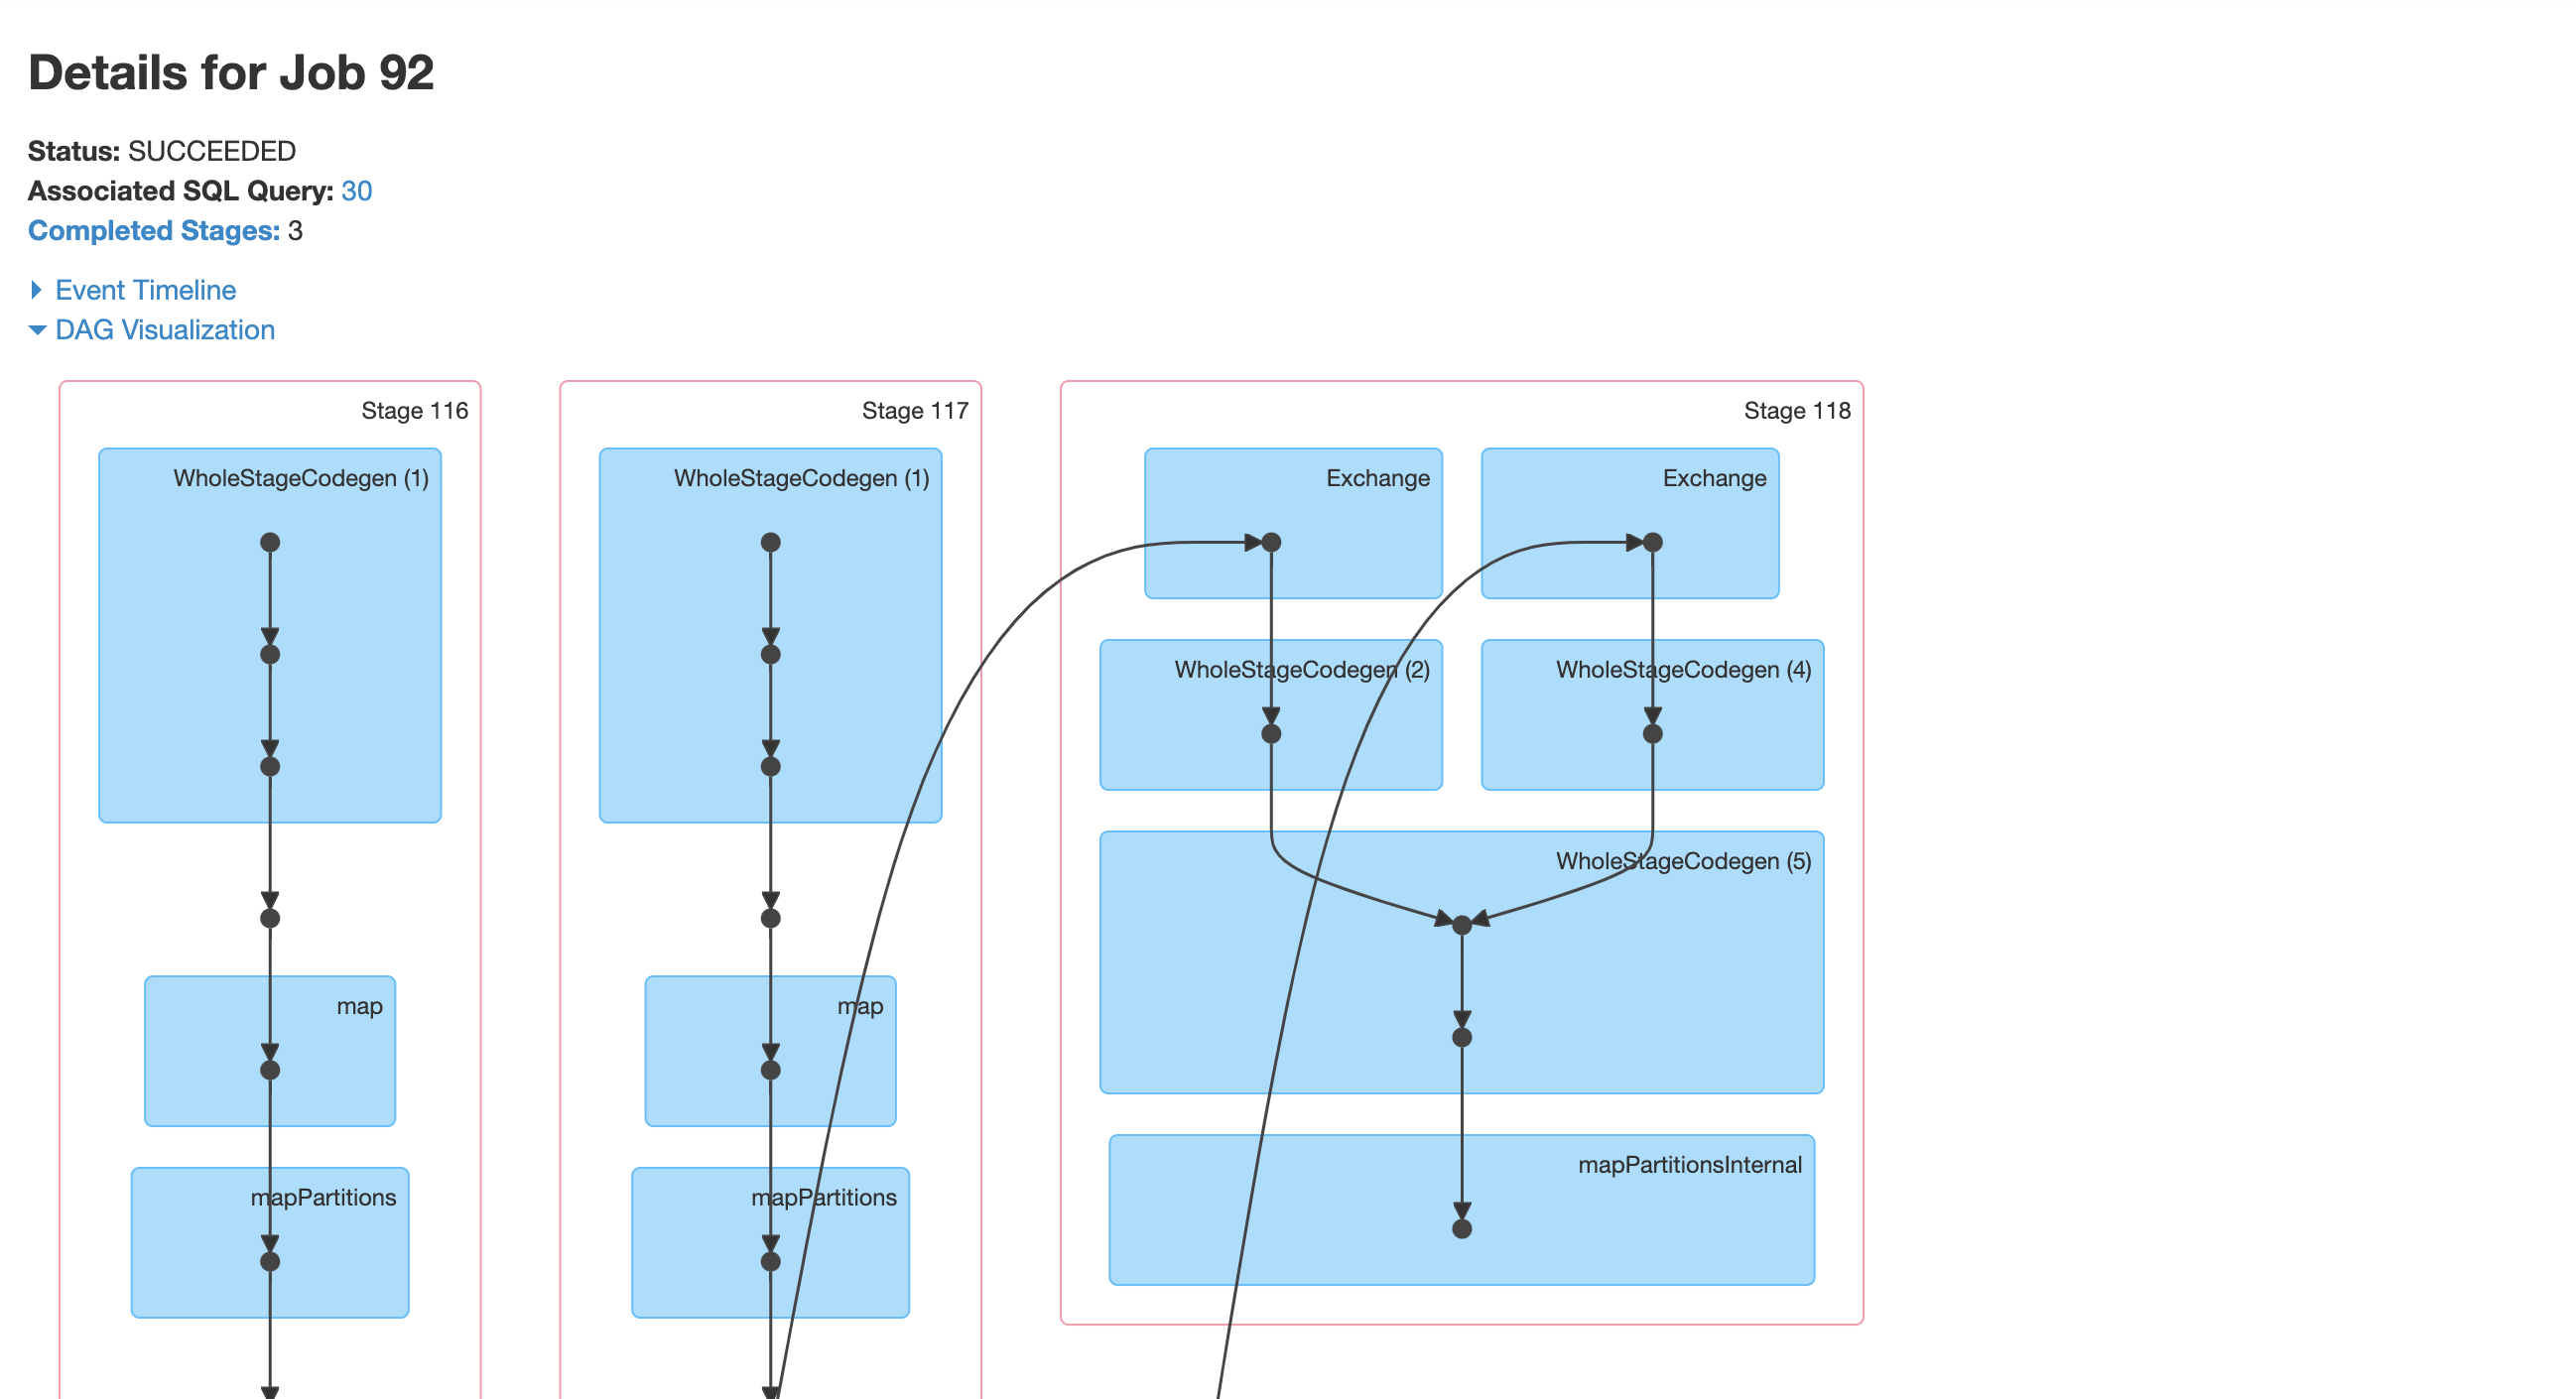 Details for Job 92
Status: SUCCEEDED
Associated SQL Query: 30
Completed Stages: 3
Event Timeline
DAG Visualization
Stage 116
WholeStageCodegen (1)
map
mapPartitions
Stage 117
WholeStageCodegen (1)
map
mapPartitions
Stage 118
Exchange
Exchange
WholeStageCodegen (2)
WholeStageCodegen (4)
WholeStageCodegen (5)
mapPartitionsInternal